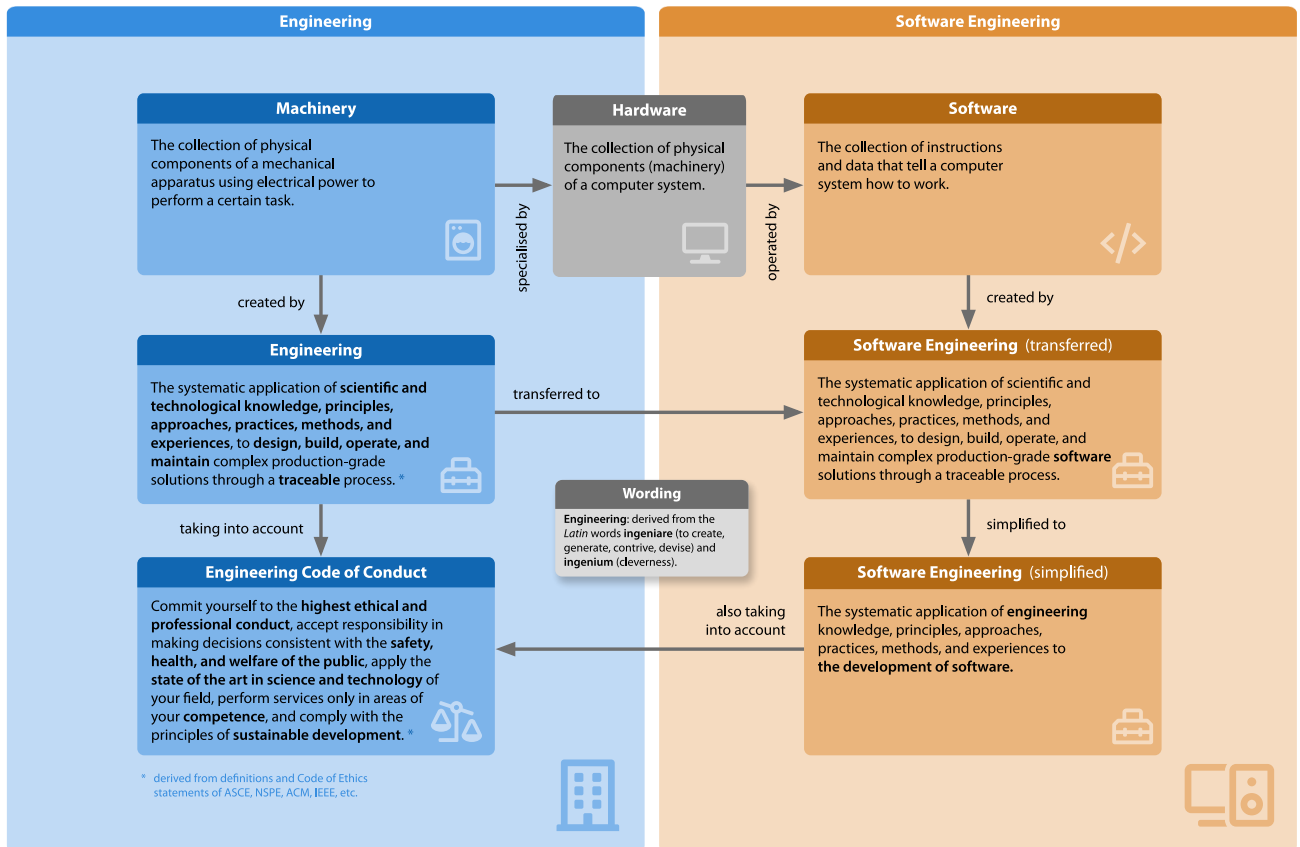 Engineering
Software Engineering
Machinery
The collection of physical
components of a mechanical
apparatus using electrical power to
perform a certain task.
specialised by
Hardware
The collection of physical
components (machinery)
of a computer system.
operated by
Software
The collection of instructions
and data that tell a computer
system how to work.
</>
created by
created by
Engineering
The systematic application of scientific and
technological knowledge, principles,
approaches, practices, methods, and
experiences, to design, build, operate, and
maintain complex production-grade
solutions through a traceable process. *
transferred to
Software Engineering (transferred)
The systematic application of scientific and
technological knowledge, principles,
approaches, practices, methods, and
experiences, to design, build, operate, and
maintain complex production-grade software
solutions through a traceable process.
Wording
Engineering: derived from the
Latin words ingeniare (to create,
generate, contrive, devise) and
ingenium (cleverness).
taking into account
simplified to
Engineering Code of Conduct
Commit yourself to the highest ethical and
professional conduct, accept responsibility in
making decisions consistent with the safety,
health, and welfare of the public, apply the
state of the art in science and technology of
your field, perform services only in areas of
your competence, and comply with the
principles of sustainable development. *
also taking
into account
Software Engineering (simplified)
The systematic application of engineering
knowledge, principles, approaches,
practices, methods, and experiences to
the development of software.
* derived from definitions and Code of Ethics
statements of ASCE, NSPE, ACM, IEEE, etc.